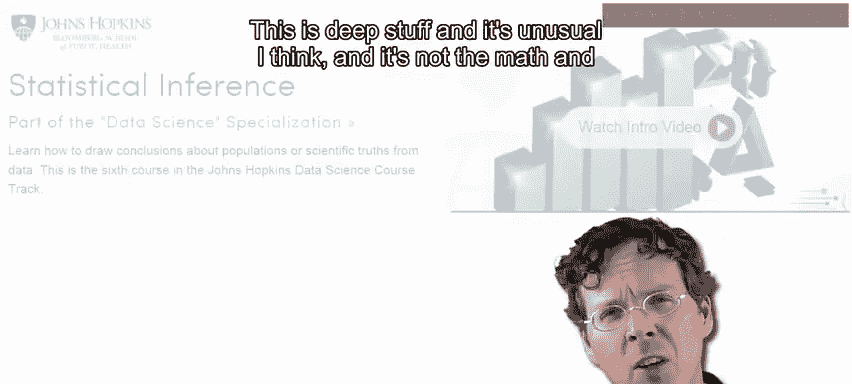 This is deep stuff and it's unusual
I think, and it's not the math and
JOHNS HOPKINS
BLOOMBERG SCHOOL
of PUBLIC HEALTH
Statistical Inference
Part of the "Data Science" Specialization »
Learn how to draw conclusions about populations or scientific truths from
data. This is the sixth course in the Johns Hopkins Data Science Course
Track.
Watch Intro Video